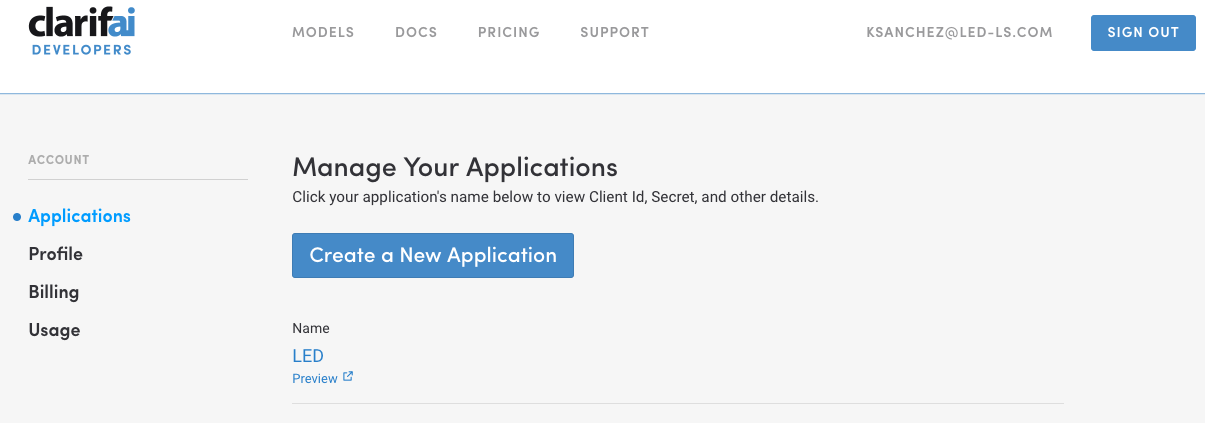 clarifai
DEVELOPERS
MODELS DOCS PRICING SUPPORT KSANCHEZ@LED-LS.COM SIGN OUT
ACCOUNT
Applications
Profile
Billing
Usage
Manage Your Applications
Click your application's name below to view Client Id, Secret, and other details.
Create a New Application
Name
LED
Preview